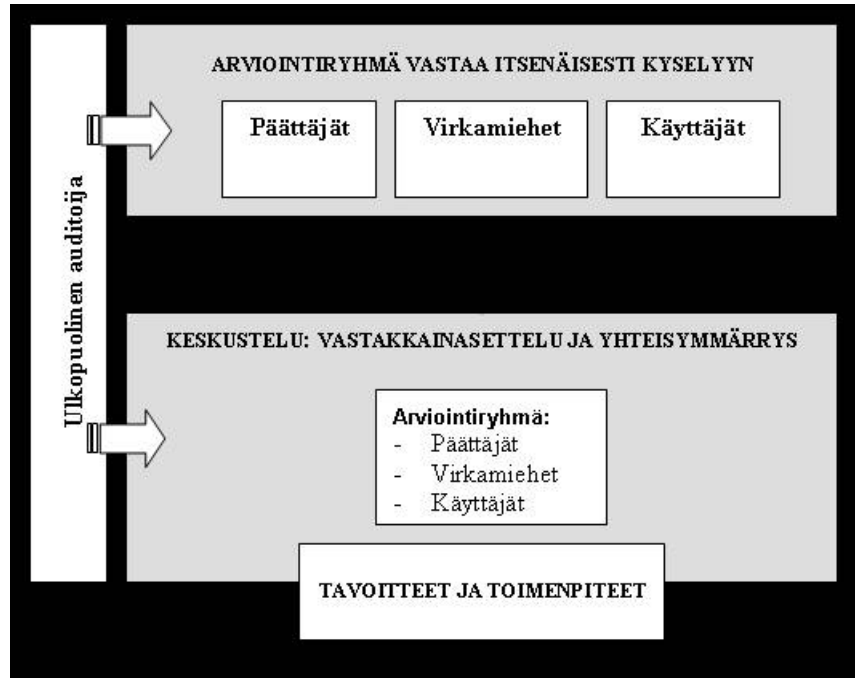 Ulkopuolinen auditoija
ARVIOINTIRYHMÄ VASTAA ITSENÄISESTI KYSELYYN
Päättäjät
Virkamiehet
Käyttäjät
KESKUSTELU: VASTAKKAINASETTELU JA YHTEISYMMÄRRYS
Arviointiryhmä:
- Päättäjät
- Virkamiehet
- Käyttäjät
TAVOITTEET JA TOIMENPITEET